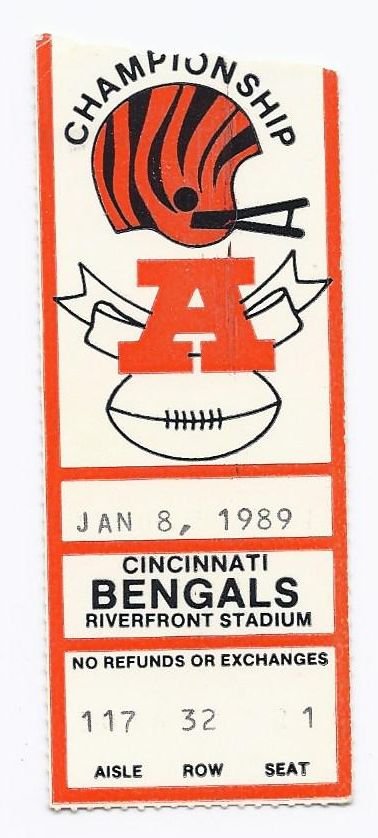 CHAMPIONSHIP
A
JAN 8, 1989
CINCINNATI
BENGALS
RIVERFRONT STADIUM
NO REFUNDS OR EXCHANGES
117 32 1
AISLE ROW SEAT